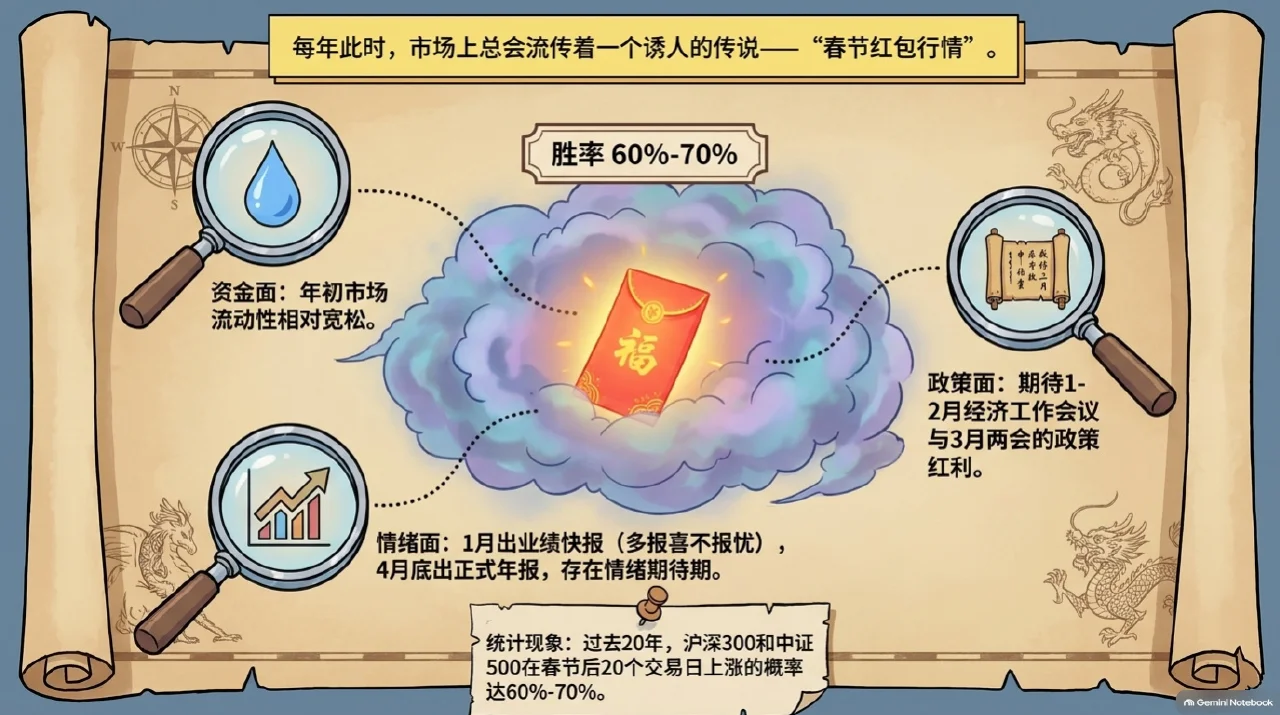 每年此时，市场上总会流传着一个诱人的传说——“春节红包行情”。
胜率 60%-70%
N
W
S
福
资金面：年初市场
流动性相对宽松。
政策面：期待1-
2月经济工作会议
与3月两会的政策
红利。
情绪面：1月出业绩快报（多报喜不报忧），
4月底出正式年报，存在情绪期待期。
统计现象：过去20年，沪深300和中证
500在春节后20个交易日上涨的概率
达60%-70%。
Gemini Notebook